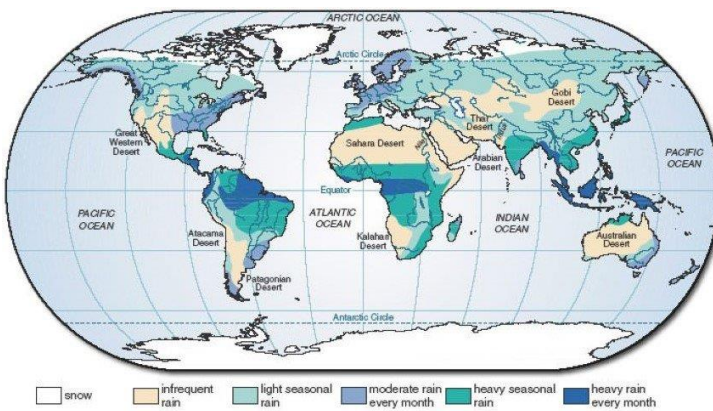 ARCTIC OCEAN
Arctic Circle
Gobi
Desert
Great
Western
Desert
Thar
Desert
Sahara Desert
Arabian
Desert
PACIFIC
OCEAN
Equator
PACIFIC
OCEAN
ATLANTIC
OCEAN
INDIAN
OCEAN
Atacama
Desert
Kalahari
Desert
Australian
Desert
Patagonian
Desert
Antarctic Circle
snow
infrequent
rain
light seasonal
rain
moderate rain
every month
heavy seasonal
rain
heavy rain
every month